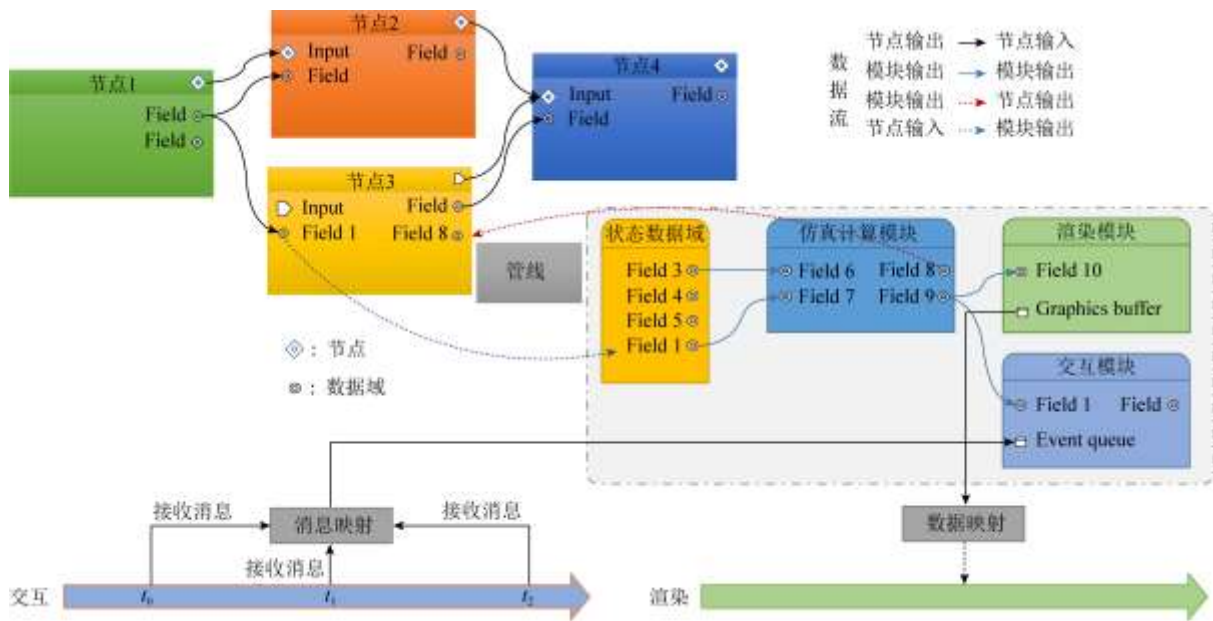 节点1
Field
Field
节点2
Input
Field
Field
节点3
Input
Field
Field 1
Field 8
节点4
Input
Field
Field
数据流
节点输出
节点输入
模块输出
模块输出
模块输出
节点输出
节点输入
模块输出
管线
：节点
：数据域
状态数据域
Field 3
Field 4
Field 5
Field 1
仿真计算模块
Field 6
Field 8
Field 7
Field 9
渲染模块
Field 10
Graphics buffer
交互模块
Field 1
Field
Event queue
接收消息
消息映射
接收消息
接收消息
数据映射
交互
t0
t1
t2
渲染